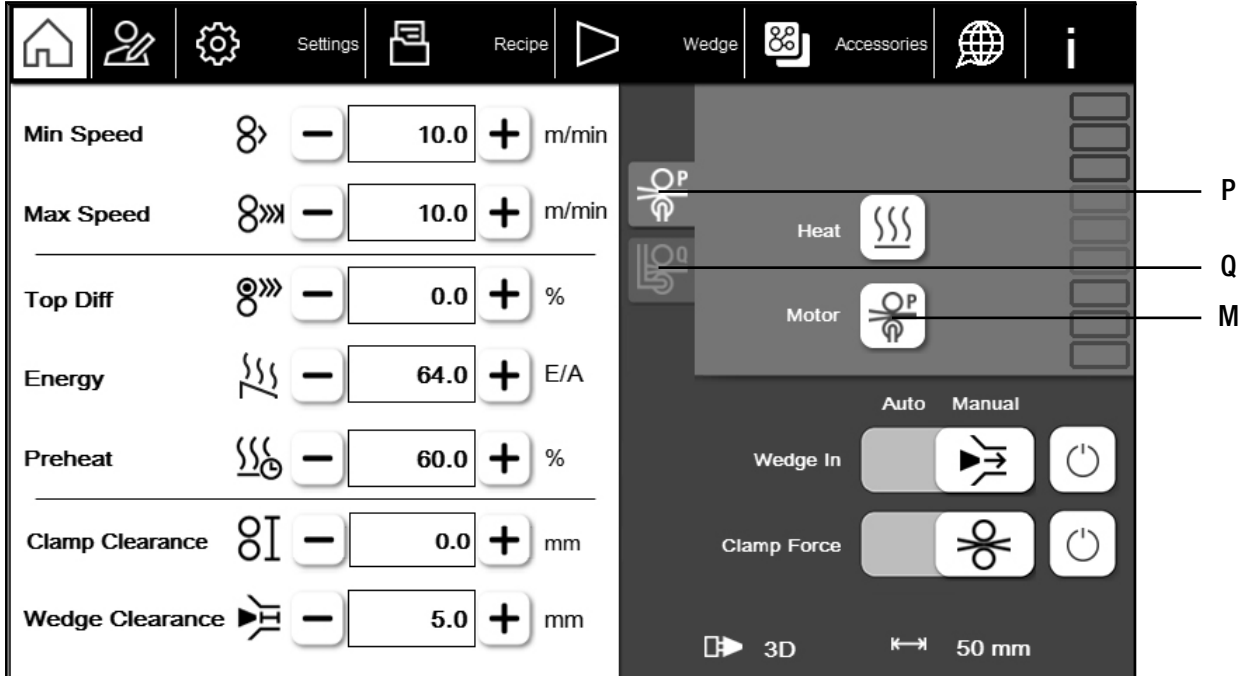 Settings Recipe Wedge Accessories i
Min Speed 10.0 m/min
Max Speed 10.0 m/min
Top Diff 0.0 %
Energy 64.0 E/A
Preheat 60.0 %
Clamp Clearance 0.0 mm
Wedge Clearance 5.0 mm
P
Q
Heat
Motor P
Auto Manual
Wedge In
Clamp Force
3D 50 mm
P
Q
M